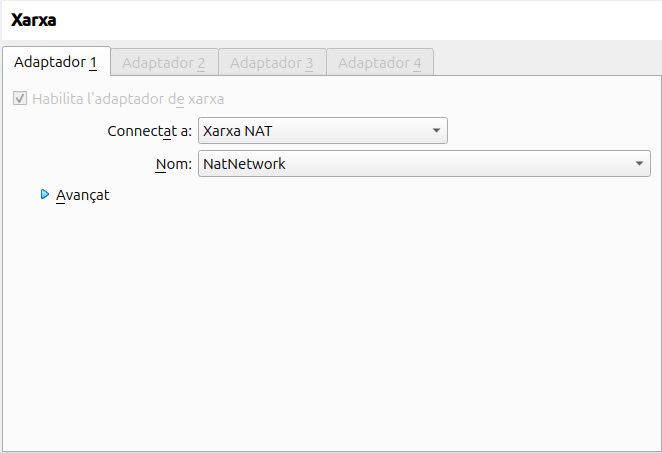 Xarxa
Adaptador 1 Adaptador 2 Adaptador 3 Adaptador 4
Habilita l'adaptador de xarxa
Connectat a: Xarxa NAT
Nom: NatNetwork
Avançat